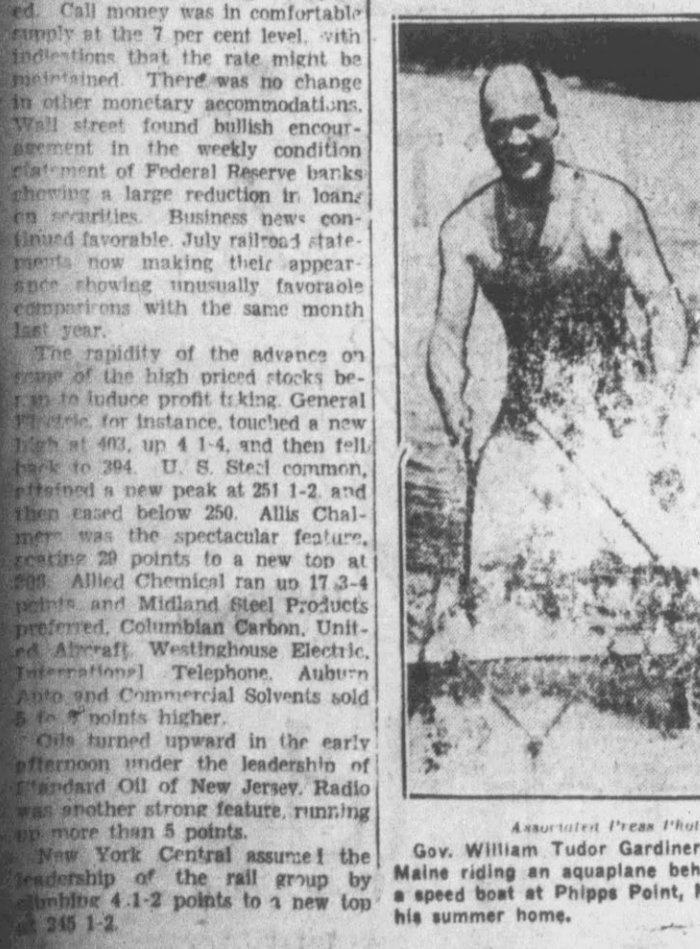 ed. Call money was in comfortable
supply at the 7 per cent level, with
indications that the rate might be
maintained. There was no change
in other monetary accommodations.
Wall street found bullish encour-
agement in the weekly condition
statement of Federal Reserve banks
showing a large reduction in loans
on securities. Business news con-
tinued favorable. July railroad state-
ments now making their appear-
ance showing unusually favorable
comparisons with the same month
last year.
The rapidity of the advance on
some of the high priced stocks be-
gan to induce profit taking. General
Electric, for instance, touched a new
high at 403, up 4 1-4, and then fell
back to 394. U. S. Steel common,
attained a new peak at 251 1-2 and
then eased below 250. Allis Chal-
mers was the spectacular feature,
soaring 29 points to a new top at
Allied Chemical ran up 17 3-4
points and Midland Steel Products
preferred, Columbian Carbon, Unit-
ed Aircraft, Westinghouse Electric,
International Telephone, Auburn
Auto and Commercial Solvents sold
5 to points higher.
Oils turned upward in the early
afternoon under the leadership of
Standard Oil of New Jersey. Radio
was another strong feature, running
up more than 5 points.
New York Central assumed the
leadership of the rail group by
climbing 4 1-2 points to a new top
at 245 1-2.
Associated Press Phot
Gov. William Tudor Gardiner
Maine riding an aquaplane beh
a speed boat at Phipps Point,
his summer home.